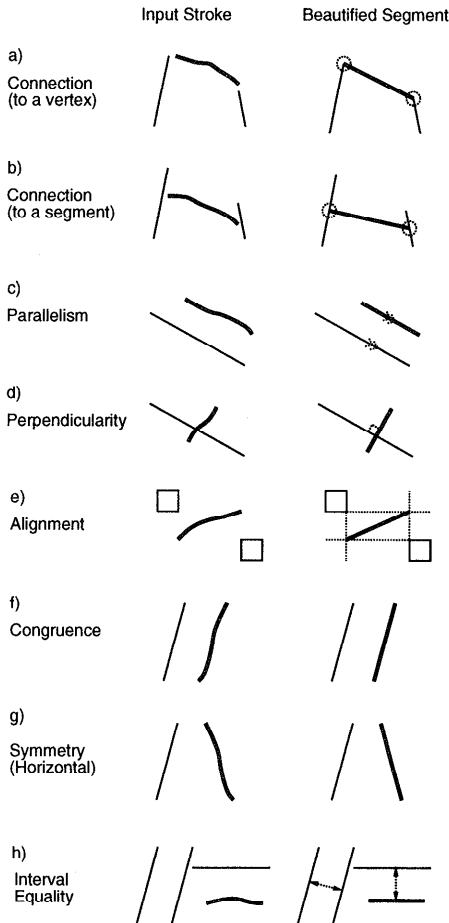 Input Stroke
Beautified Segment
a)
Connection
(to a vertex)
b)
Connection
(to a segment)
c)
Parallelism
d)
Perpendicularity
e)
Alignment
f)
Congruence
g)
Symmetry
(Horizontal)
h)
Interval
Equality